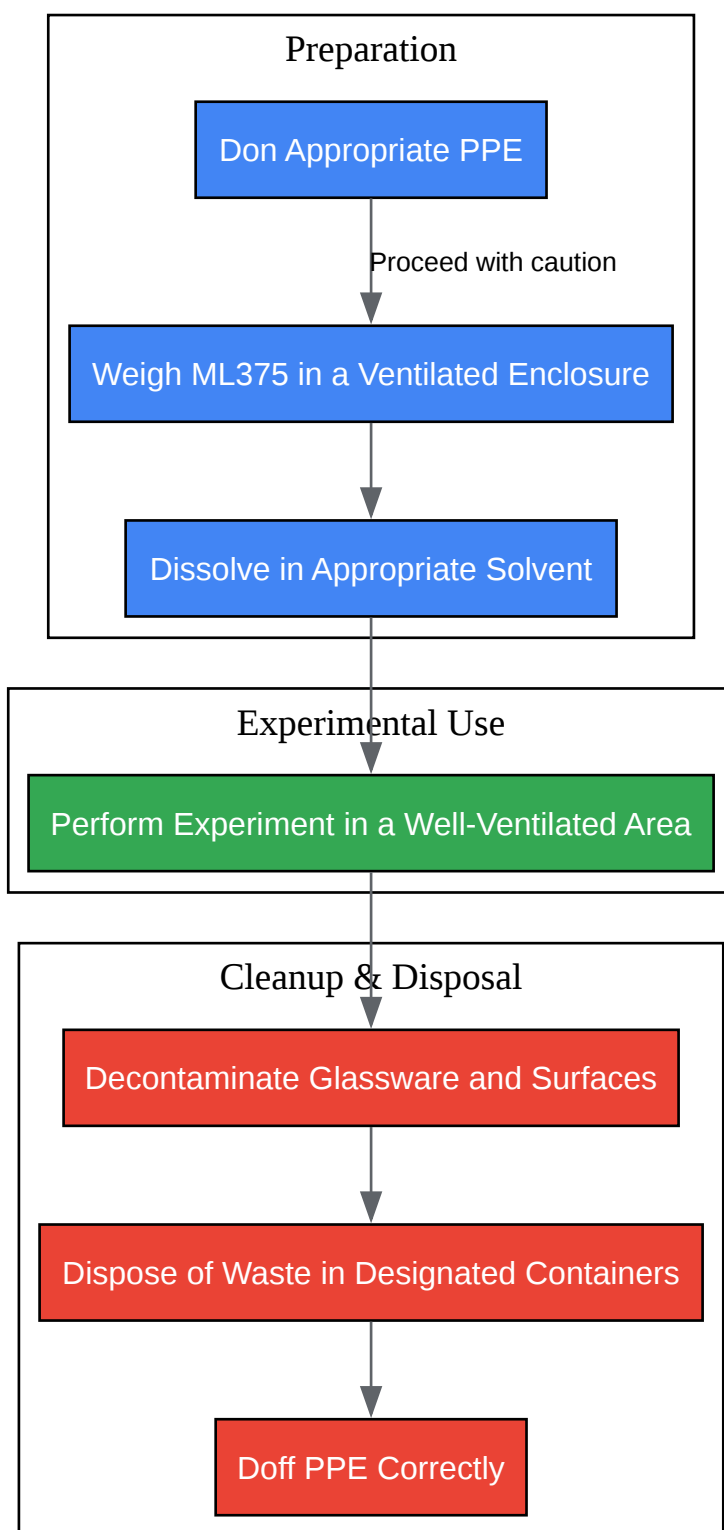 Preparation
Don Appropriate PPE
Proceed with caution
Weigh ML375 in a Ventilated Enclosure
Dissolve in Appropriate Solvent
Experimental Use
Perform Experiment in a Well-Ventilated Area
Cleanup & Disposal
Decontaminate Glassware and Surfaces
Dispose of Waste in Designated Containers
Doff PPE Correctly